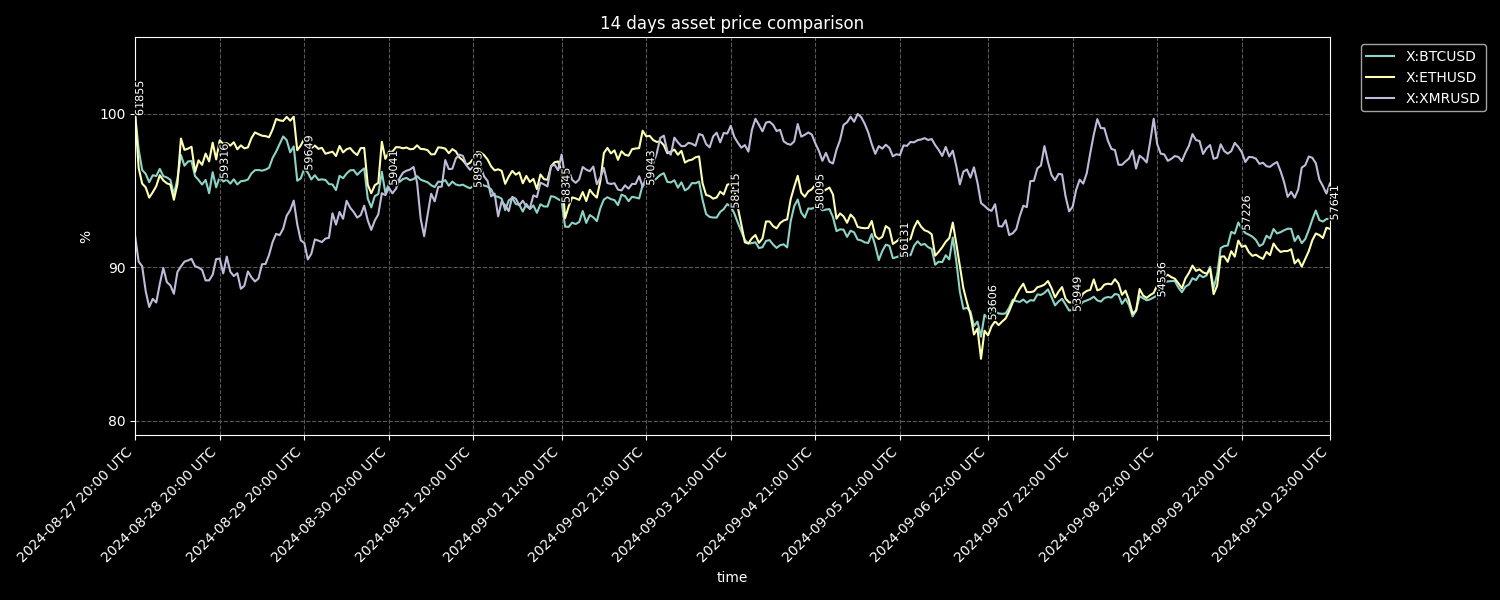 14 days asset price comparison
X:BTCUSD
X:ETHUSD
X:XMRUSD
%
100
90
80
61855
59316
59649
59041
58953
58345
59043
58115
58095
56131
53606
53949
54536
57226
57641
2024-08-27 20:00 UTC
2024-08-28 20:00 UTC
2024-08-29 20:00 UTC
2024-08-30 20:00 UTC
2024-08-31 20:00 UTC
2024-09-01 21:00 UTC
2024-09-02 21:00 UTC
2024-09-03 21:00 UTC
2024-09-04 21:00 UTC
2024-09-05 21:00 UTC
2024-09-06 22:00 UTC
2024-09-07 22:00 UTC
2024-09-08 22:00 UTC
2024-09-09 22:00 UTC
2024-09-10 23:00 UTC
time